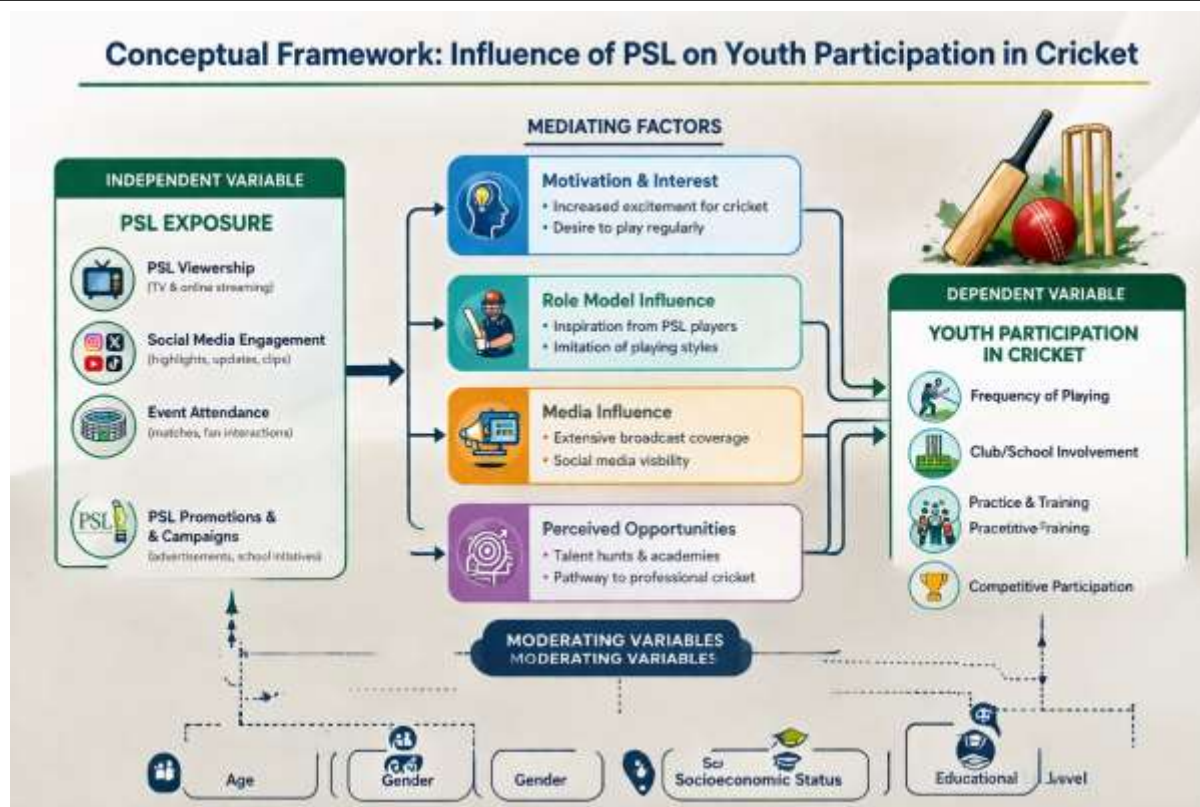 Conceptual Framework: Influence of PSL on Youth Participation in Cricket
INDEPENDENT VARIABLE
PSL EXPOSURE
PSL Viewership
(TV & online streaming)
Social Media Engagement
(highlights, updates, clips)
Event Attendance
(matches, fan interactions)
PSL
PSL Promotions &
& Campaigns
(advertisements, school initiatives)
MEDIATING FACTORS
Motivation & Interest
• Increased excitement for cricket
• Desire to play regularly
Role Model Influence
• Inspiration from PSL players
• Imitation of playing styles
Media Influence
• Extensive broadcast coverage
• Social media visbility
Perceived Opportunities
• Talent hunts & academies
• Pathway to professional cricket
DEPENDENT VARIABLE
YOUTH PARTICIPATION
IN CRICKET
Frequency of Playing
Club/School Involvement
Practice & Training
Competitive Participation
MODERATING VARIABLES
MODERATING VARIABLES
Age
Gender
Gender
Socioeconomic Status
Educational Level